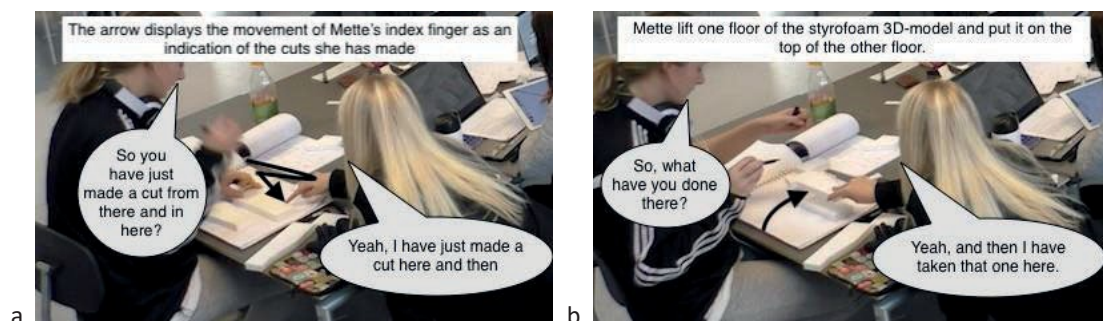 The arrow displays the movement of Mette's index finger as an
indication of the cuts she has made
So you
have just
made a cut from
there and in
here?
Yeah, I have just made a
cut here and then
a
Mette lift one floor of the styrofoam 3D-model and put it on the
top of the other floor.
So, what
have you done
there?
Yeah, and then I have
taken that one here.
b